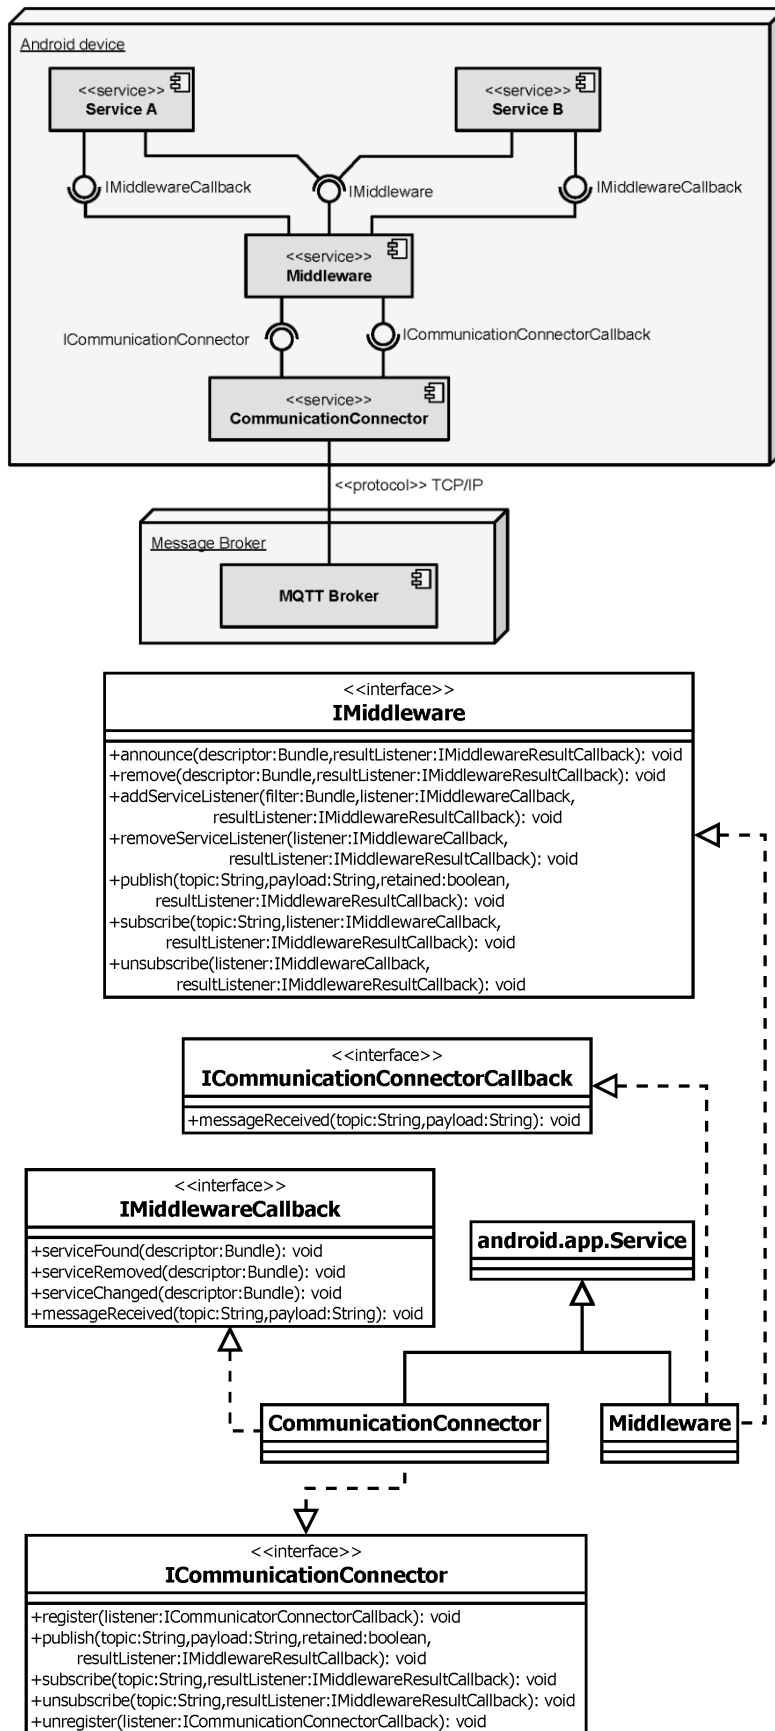 Android device
<<service>>
Service A
<<service>>
Service B
IMiddlewareCallback
IMiddleware
IMiddlewareCallback
<<service>>
Middleware
ICommunicationConnector
ICommunicationConnectorCallback
<<service>>
CommunicationConnector
<<protocol>> TCP/IP
Message Broker
MQTT Broker
<<interface>>
IMiddleware
+announce(descriptor:Bundle,resultListener:IMiddlewareResultCallback): void
+remove(descriptor:Bundle,resultListener:IMiddlewareResultCallback): void
+addServiceListener(filter:Bundle,listener:IMiddlewareCallback,
resultListener:IMiddlewareResultCallback): void
+removeServiceListener(listener:IMiddlewareCallback,
resultListener:IMiddlewareResultCallback): void
+publish(topic:String,payload:String,retained:boolean,
resultListener:IMiddlewareResultCallback): void
+subscribe(topic:String,listener:IMiddlewareCallback,
resultListener:IMiddlewareResultCallback): void
+unsubscribe(listener:IMiddlewareCallback,
resultListener:IMiddlewareResultCallback): void
<<interface>>
ICommunicationConnectorCallback
+messageReceived(topic:String,payload:String): void
<<interface>>
IMiddlewareCallback
+serviceFound(descriptor:Bundle): void
+serviceRemoved(descriptor:Bundle): void
+serviceChanged(descriptor:Bundle): void
+messageReceived(topic:String,payload:String): void
android.app.Service
CommunicationConnector
Middleware
<<interface>>
ICommunicationConnector
+register(listener:ICommunicatorConnectorCallback): void
+publish(topic:String,payload:String,retained:boolean,
resultListener:IMiddlewareResultCallback): void
+subscribe(topic:String,resultListener:IMiddlewareResultCallback): void
+unsubscribe(topic:String,resultListener:IMiddlewareResultCallback): void
+unregister(listener:ICommunicationConnectorCallback): void